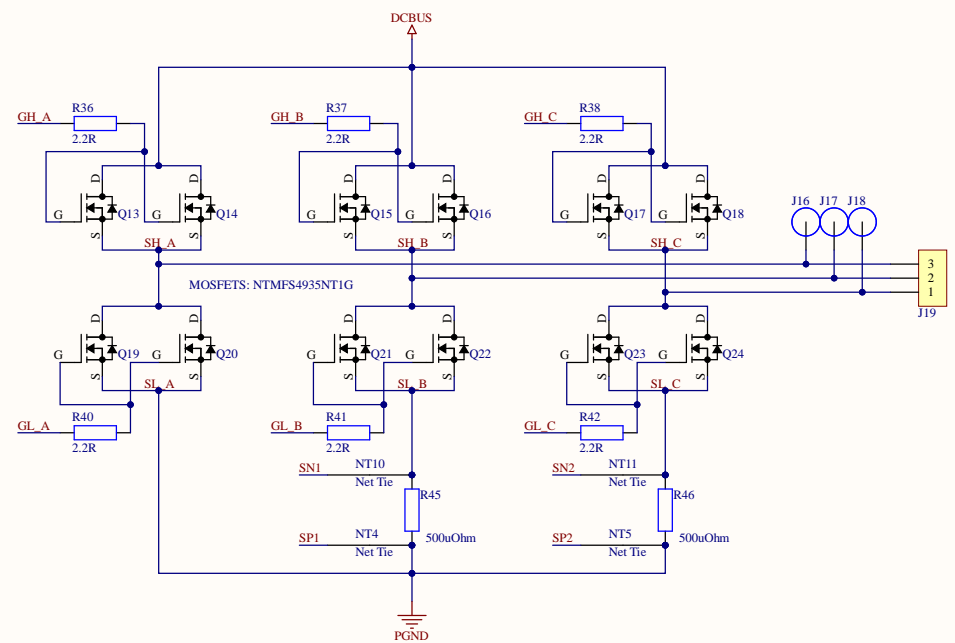 DCBUS
GH_A
R36
2.2R
GH_B
R37
2.2R
GH_C
R38
2.2R
D
D
D
D
D
D
G
Q13
G
Q14
G
Q15
G
Q16
G
Q17
G
Q18
J16
J17
J18
S
S
S
S
S
S
SH_A
SH_B
SH_C
3
2
1
J19
MOSFETS: NTMFS4935NT1G
D
D
D
D
D
D
G
Q19
G
Q20
G
Q21
G
Q22
G
Q23
G
Q24
S
S
S
S
S
S
SL_A
SL_B
SL_C
GL_A
R40
2.2R
GL_B
R41
2.2R
GL_C
R42
2.2R
SN1
NT10
Net Tie
SN2
NT11
Net Tie
R45
R46
SP1
NT4
Net Tie
500uOhm
SP2
NT5
Net Tie
500uOhm
PGND